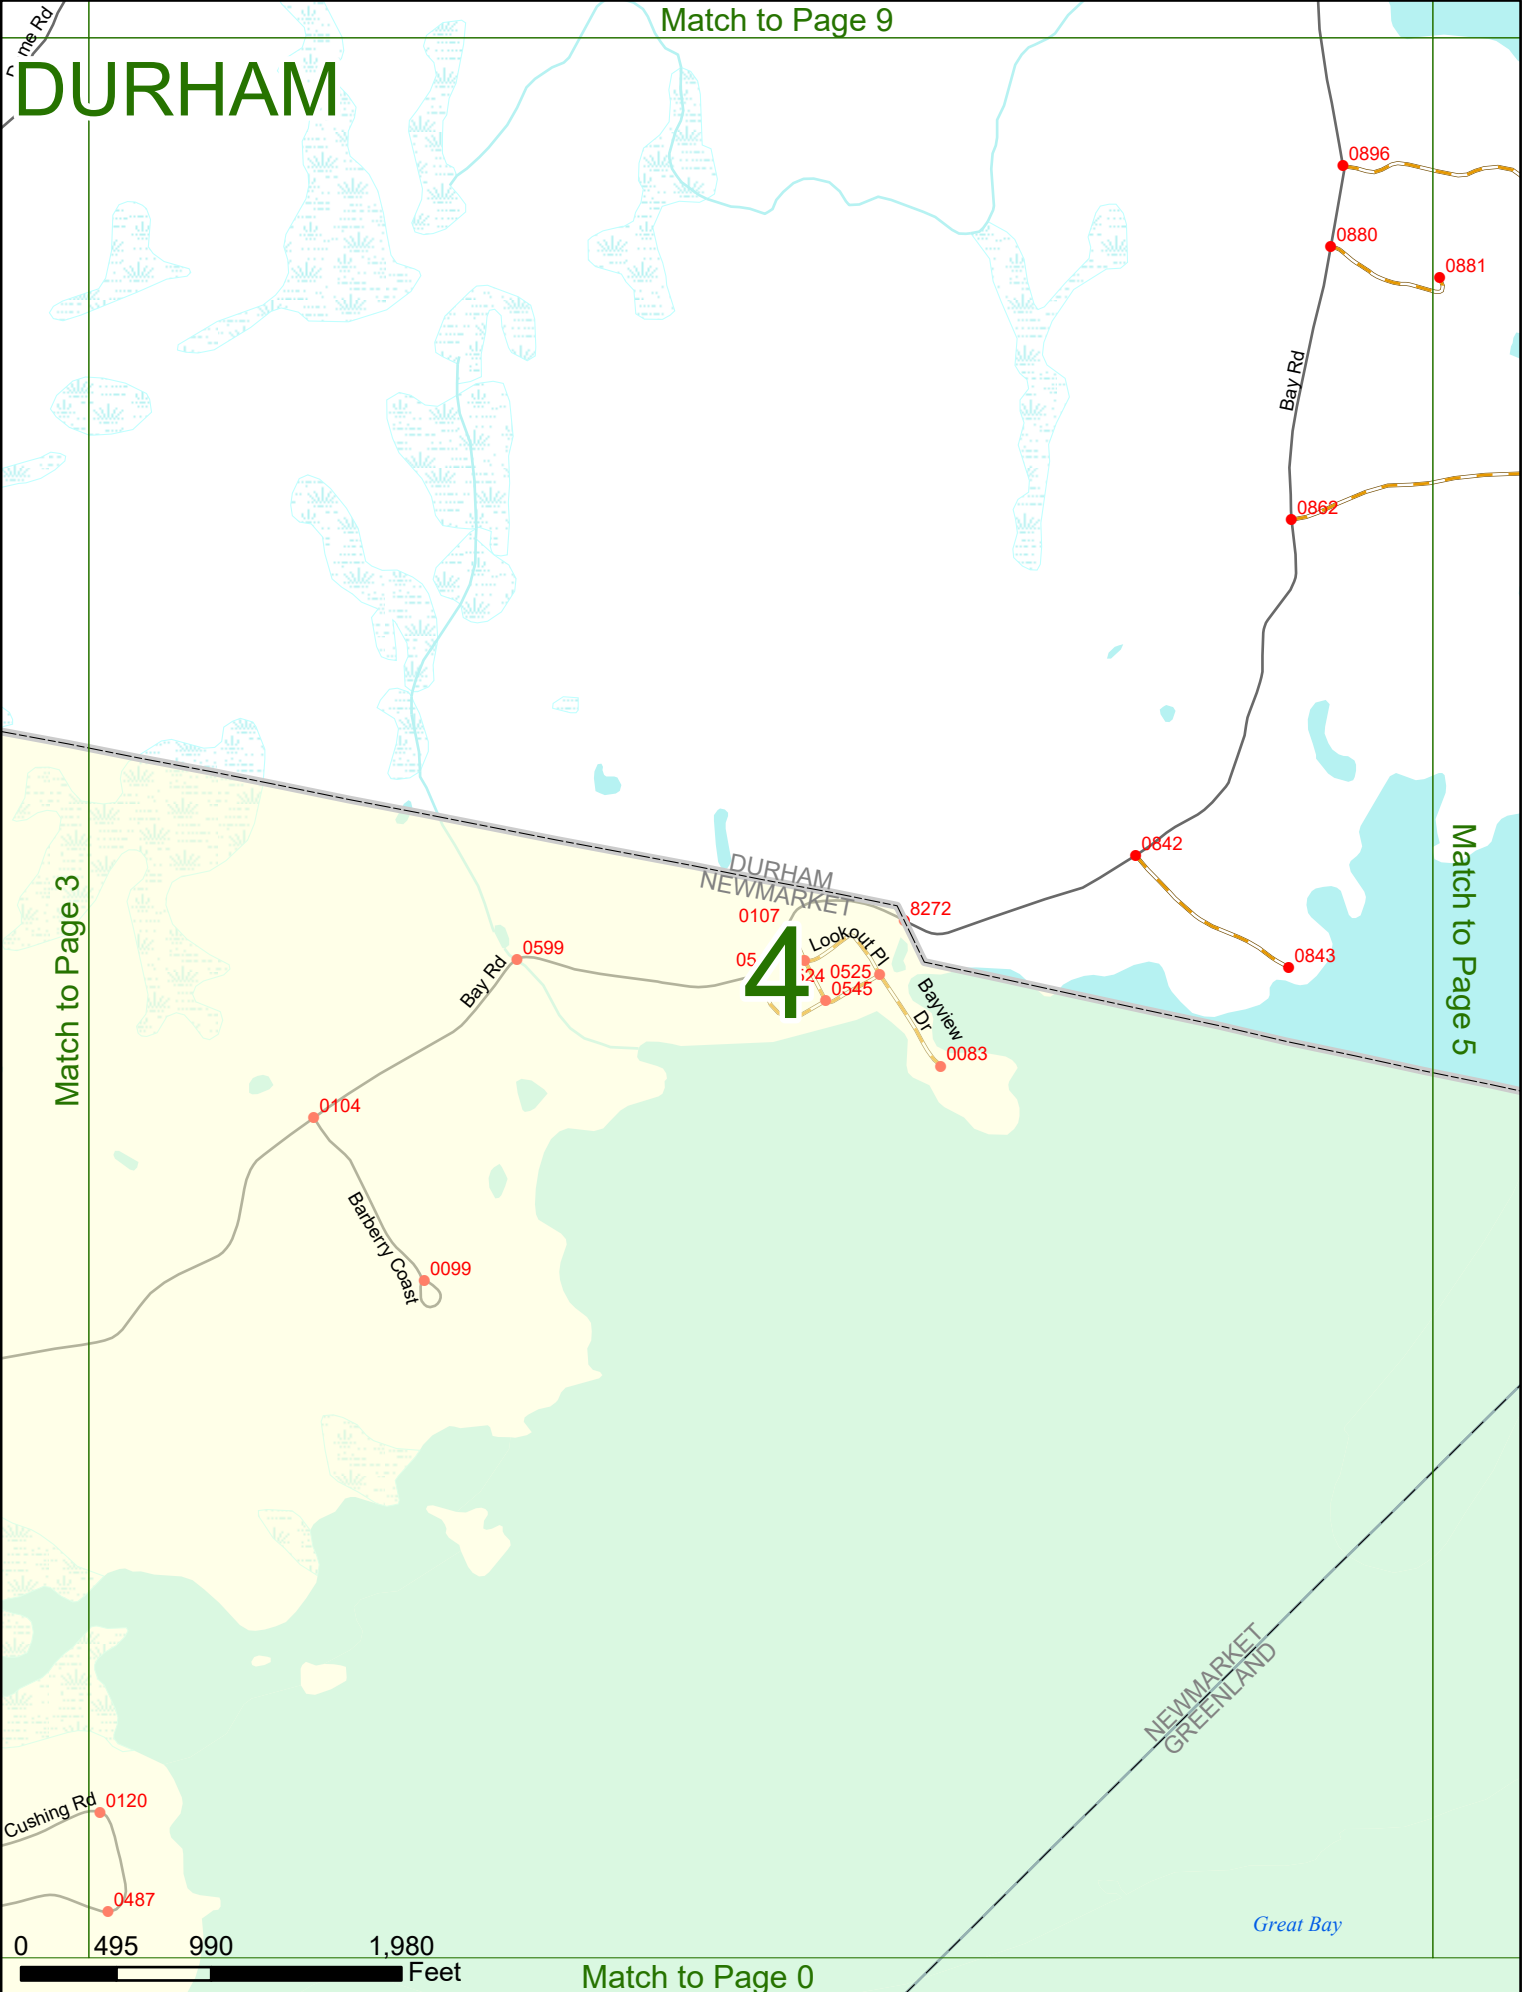 Match to Page 9
me Rd
DURHAM
0896
0880
0881
Bay Rd
0862
0842
Match to Page 5
DURHAM
NEWMARKET
Match to Page 3
0107
8272
Lookout Pl
0599
0525
0545
0843
4
Bay Rd
Bayview
Dr
0083
0104
Barberry Coast
0099
NEWMARKET
GREENLAND
Cushing Rd
0120
0487
Great Bay
0 495 990 1,980
Feet
Match to Page 0